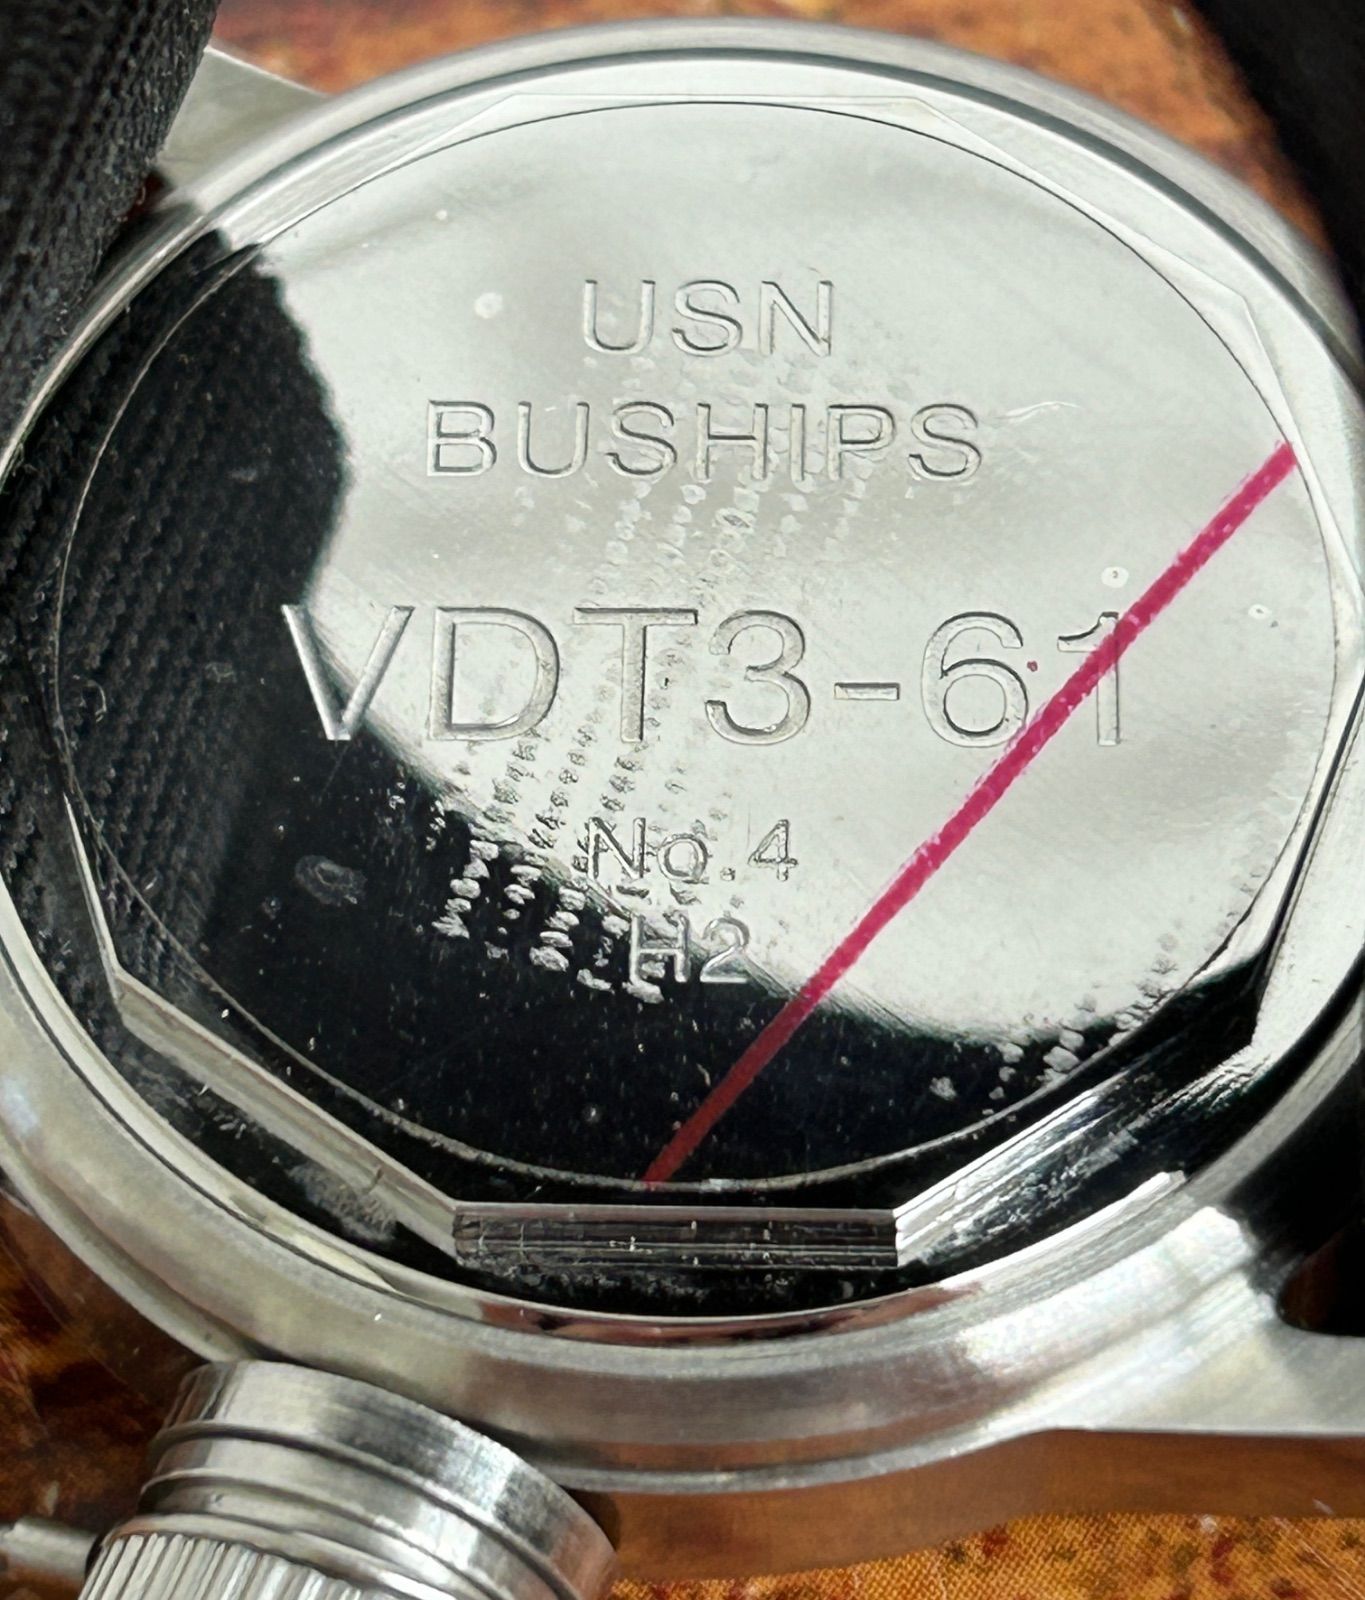 USN
BUSHIPS
VDT3-61
No.4
H2